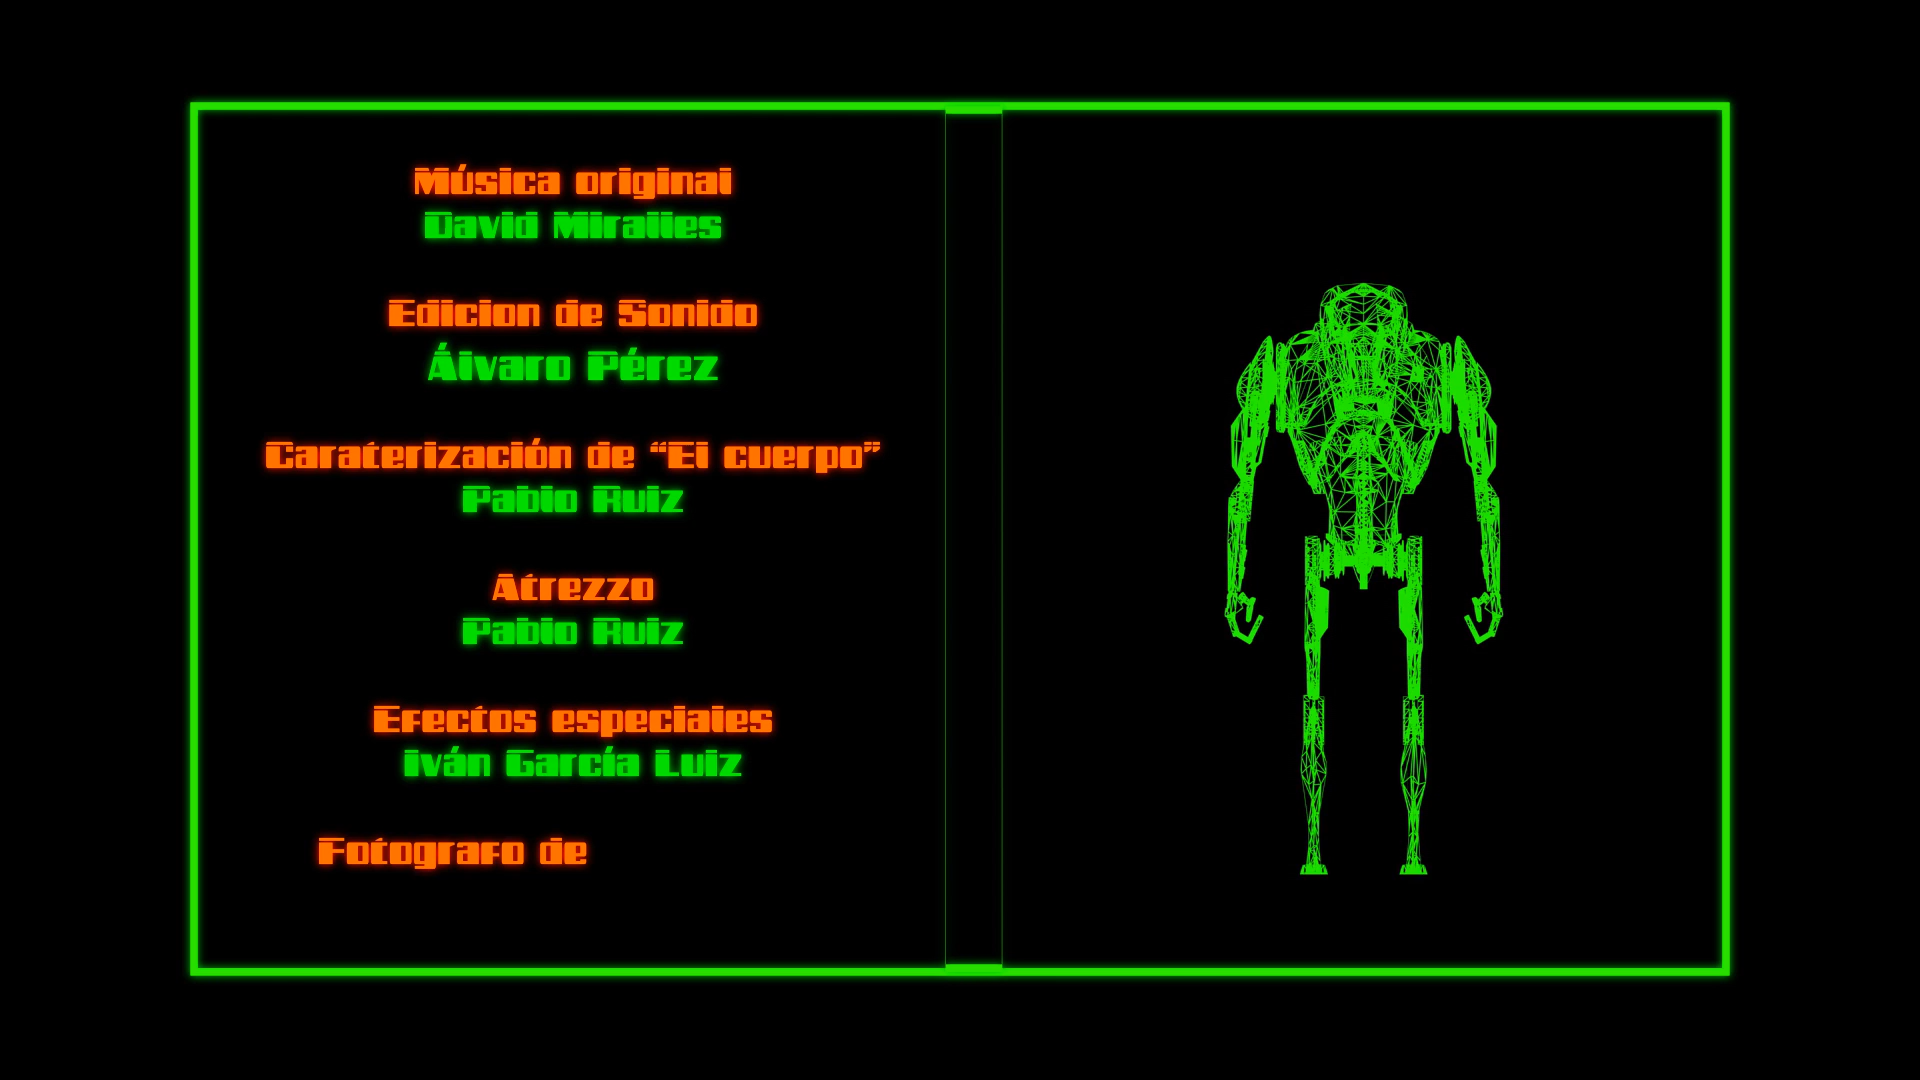 Música original
David Miralles
Edicion de Sonido
Álvaro Pérez
Caraterización de “El cuerpo”
Pablo Ruiz
Atrezzo
Pablo Ruiz
Efectos especiales
Iván García Luiz
Fotografo de